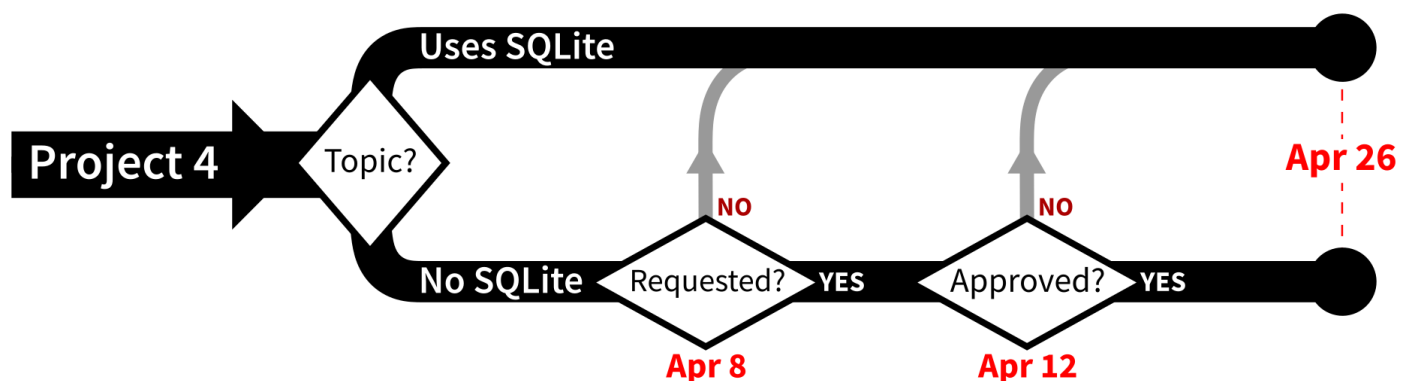 Uses SQLite
Project 4
Topic?
Apr 26
NO
NO
No SQLite
Requested?
YES
Approved?
YES
Apr 8
Apr 12